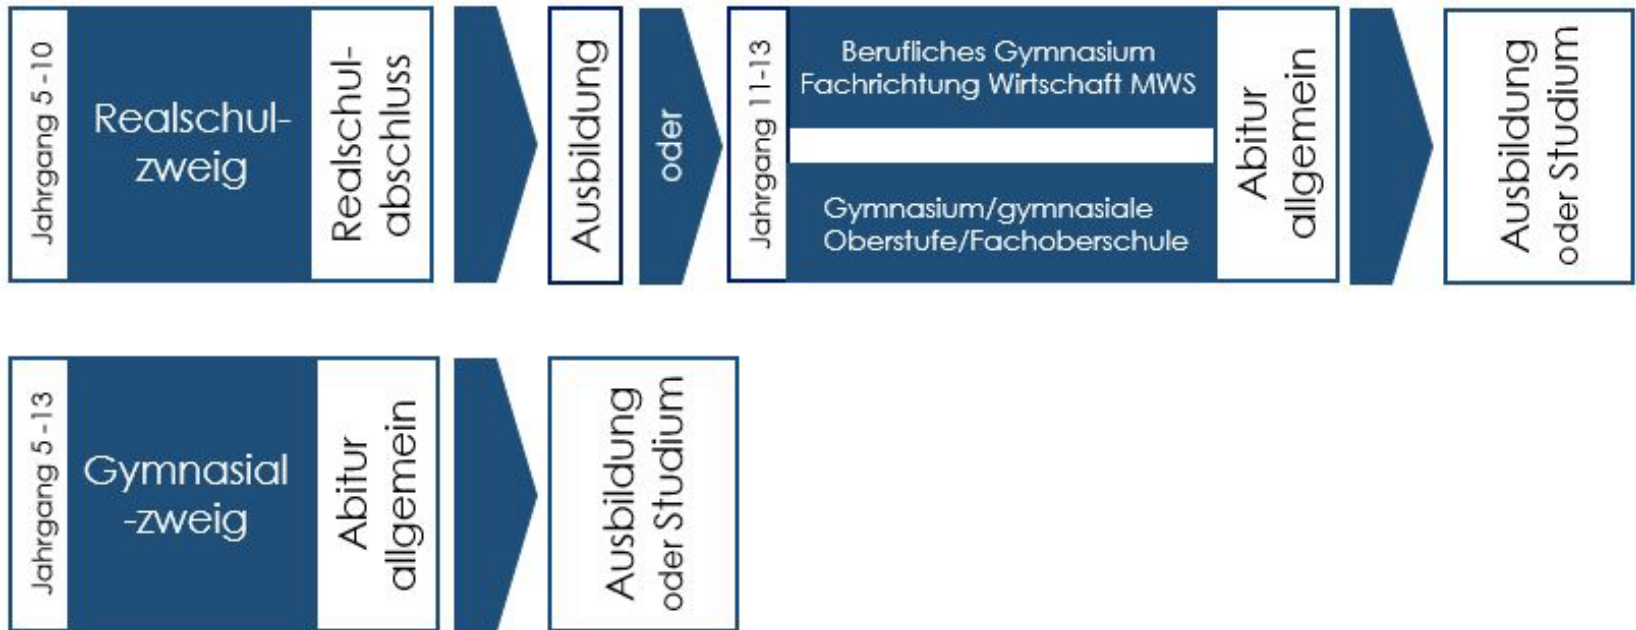 Jahrgang 5 -10
Realschul-
zweig
Realschul-
abschluss
Ausbildung
oder
Jahrgang 11-13
Berufliches Gymnasium
Fachrichtung Wirtschaft MWS
Gymnasium/gymnasiale
Oberstufe/Fachoberschule
Abitur
allgemein
Ausbildung
oder Studium
Jahrgang 5 -13
Gymnasial
-zweig
Abitur
allgemein
Ausbildung
oder Studium